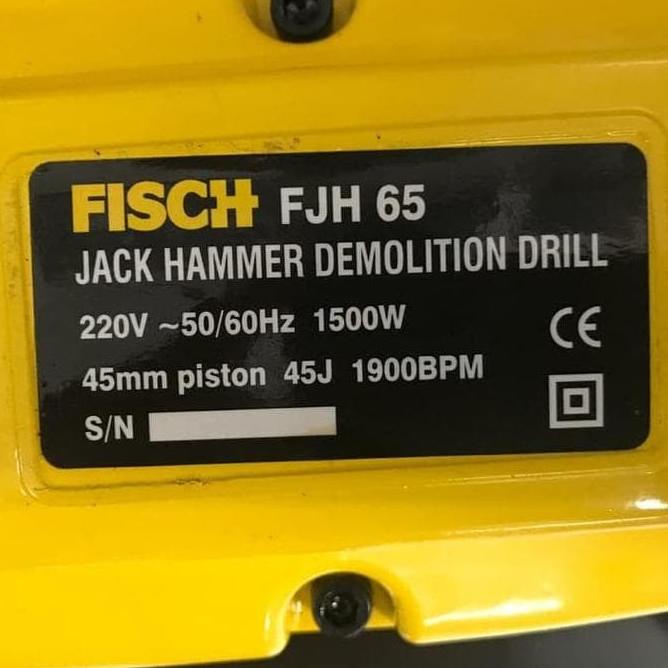 FISCH FJH 65
JACK HAMMER DEMOLITION DRILL
220V ~50/60Hz 1500W
45mm piston 45J 1900BPM
S/N
CE